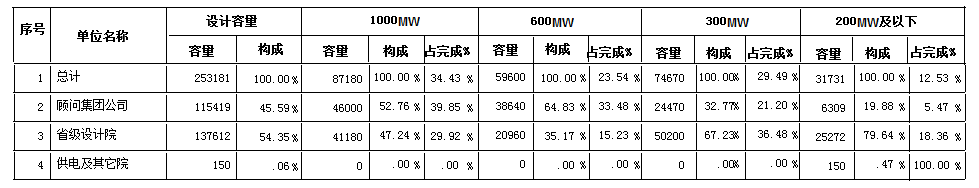 序号 单位名称 设计容量 1000MW 600MW 300MW 200MW及以下
容量 构成 容量 构成 占完成% 容量 构成 占完成% 容量 构成 占完成% 容量 构成 占完成%
1 总计 253181 100.00% 87180 100.00 % 34.43 % 59600 100.00 % 23.54 % 74670 100.00% 29.49 % 31731 100.00 % 12.53 %
2 顾问集团公司 115419 45.59% 46000 52.76 % 39.85 % 38640 64.83 % 33.48 % 24470 32.77% 21.20 % 6309 19.88 % 5.47 %
3 省级设计院 137612 54.35% 41180 47.24 % 29.92 % 20960 35.17 % 15.23 % 50200 67.23% 36.48 % 25272 79.64 % 18.36 %
4 供电及其它院 150 .06% 0 .00 % .00 % 0 .00 % .00 % 0 .00% .00 % 150 .47 % 100.00 %